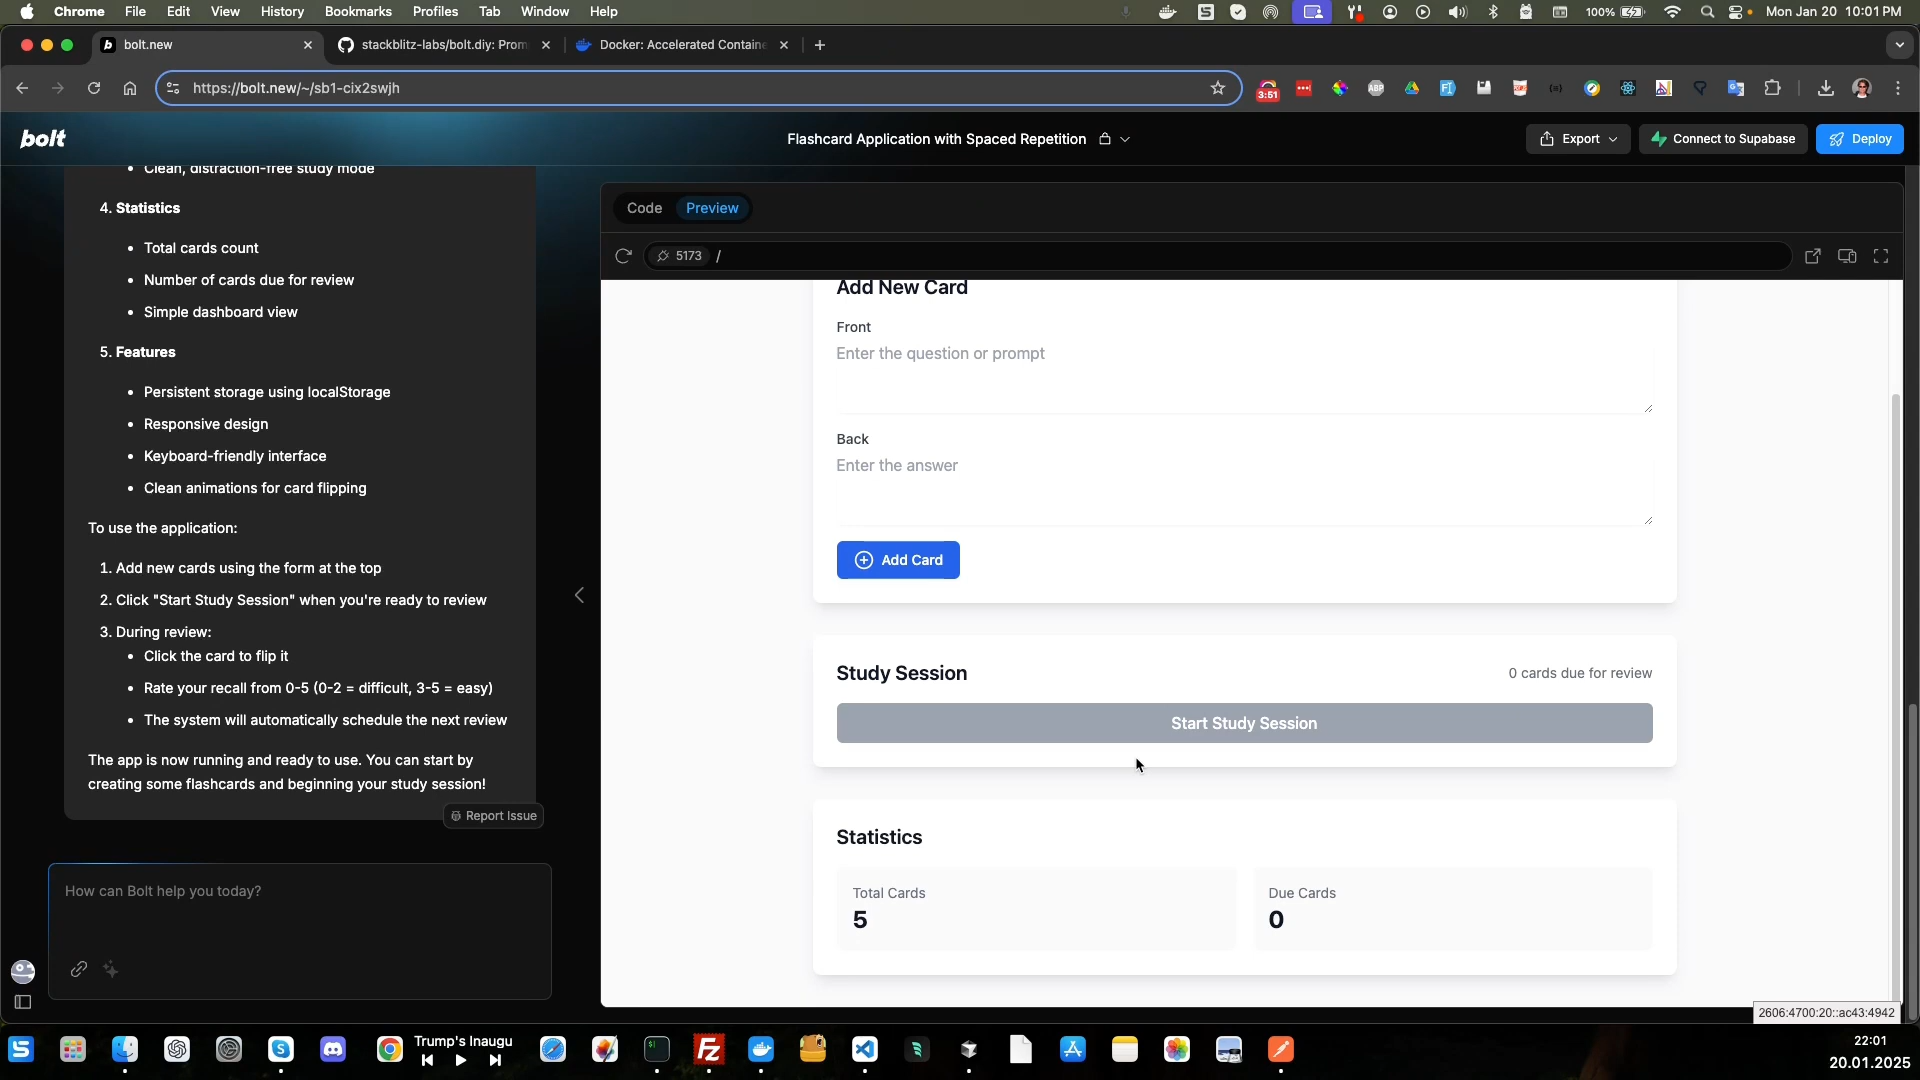 Chrome File Edit View History Bookmarks Profiles Tab Window Help
100% Mon Jan 20 10:01 PM
bolt.new
stackblitz-labs/bolt.diy: Prom
Docker: Accelerated Containe
https://bolt.new/~/sb1-cix2swjh
3:51
ABP
bolt
Flashcard Application with Spaced Repetition
Export
Connect to Supabase
Deploy
• Clean, distraction-free study mode
4. Statistics
• Total cards count
• Number of cards due for review
• Simple dashboard view
5. Features
• Persistent storage using localStorage
• Responsive design
• Keyboard-friendly interface
• Clean animations for card flipping
To use the application:
1. Add new cards using the form at the top
2. Click "Start Study Session" when you're ready to review
3. During review:
• Click the card to flip it
• Rate your recall from 0-5 (0-2 = difficult, 3-5 = easy)
• The system will automatically schedule the next review
The app is now running and ready to use. You can start by
creating some flashcards and beginning your study session!
Report Issue
How can Bolt help you today?
Code Preview
5173 /
Add New Card
Front
Enter the question or prompt
Back
Enter the answer
Add Card
Study Session
0 cards due for review
Start Study Session
Statistics
Total Cards
5
Due Cards
0
2606:4700:20::ac43:4942
Trump's Inaugu
22:01
20.01.2025